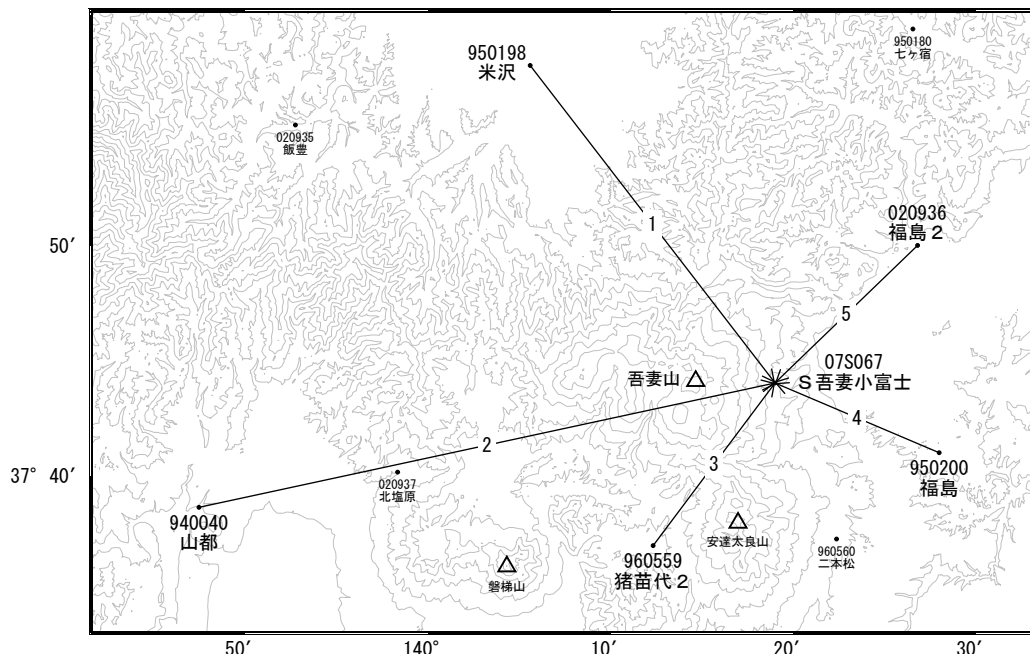 950180
七ヶ宿
950198
米沢
020935
飯豊
020936
福島２
1
50′
5
07S067
Ｓ吾妻小富士
吾妻山
4
2
3
950200
福島
37° 40′
020937
北塩原
940040
山都
安達太良山
960559
猪苗代２
960560
二本松
磐梯山
50′
140°
10′
20′
30′